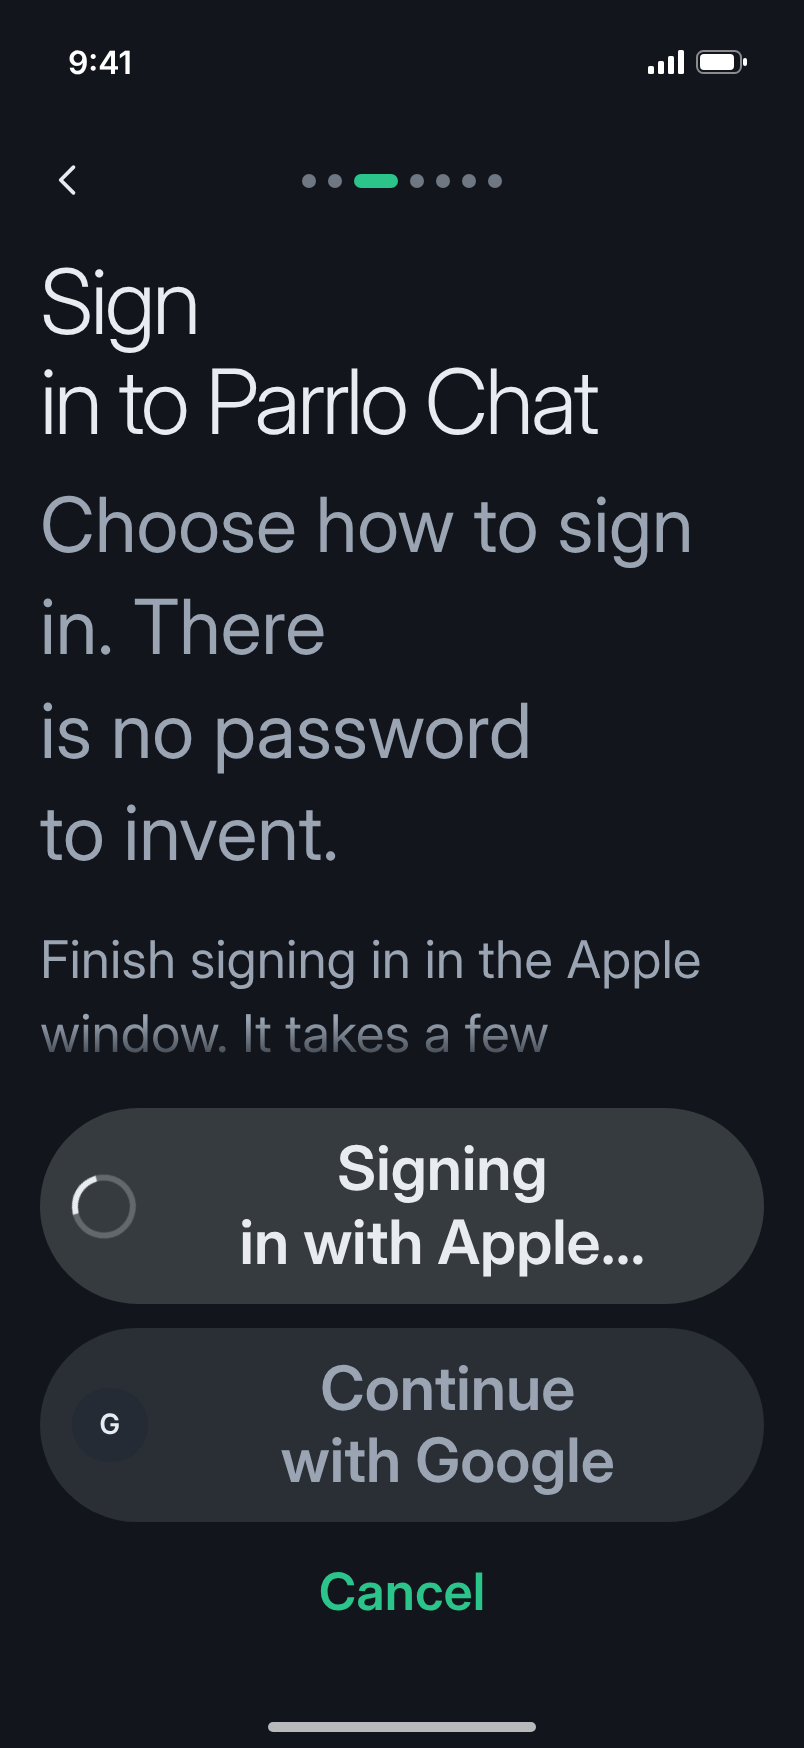 9:41
Sign
in to Parrlo Chat
Choose how to sign
in. There
is no password
to invent.
Finish signing in in the Apple
window. It takes a few
Signing
in with Apple...
G
Continue
with Google
Cancel